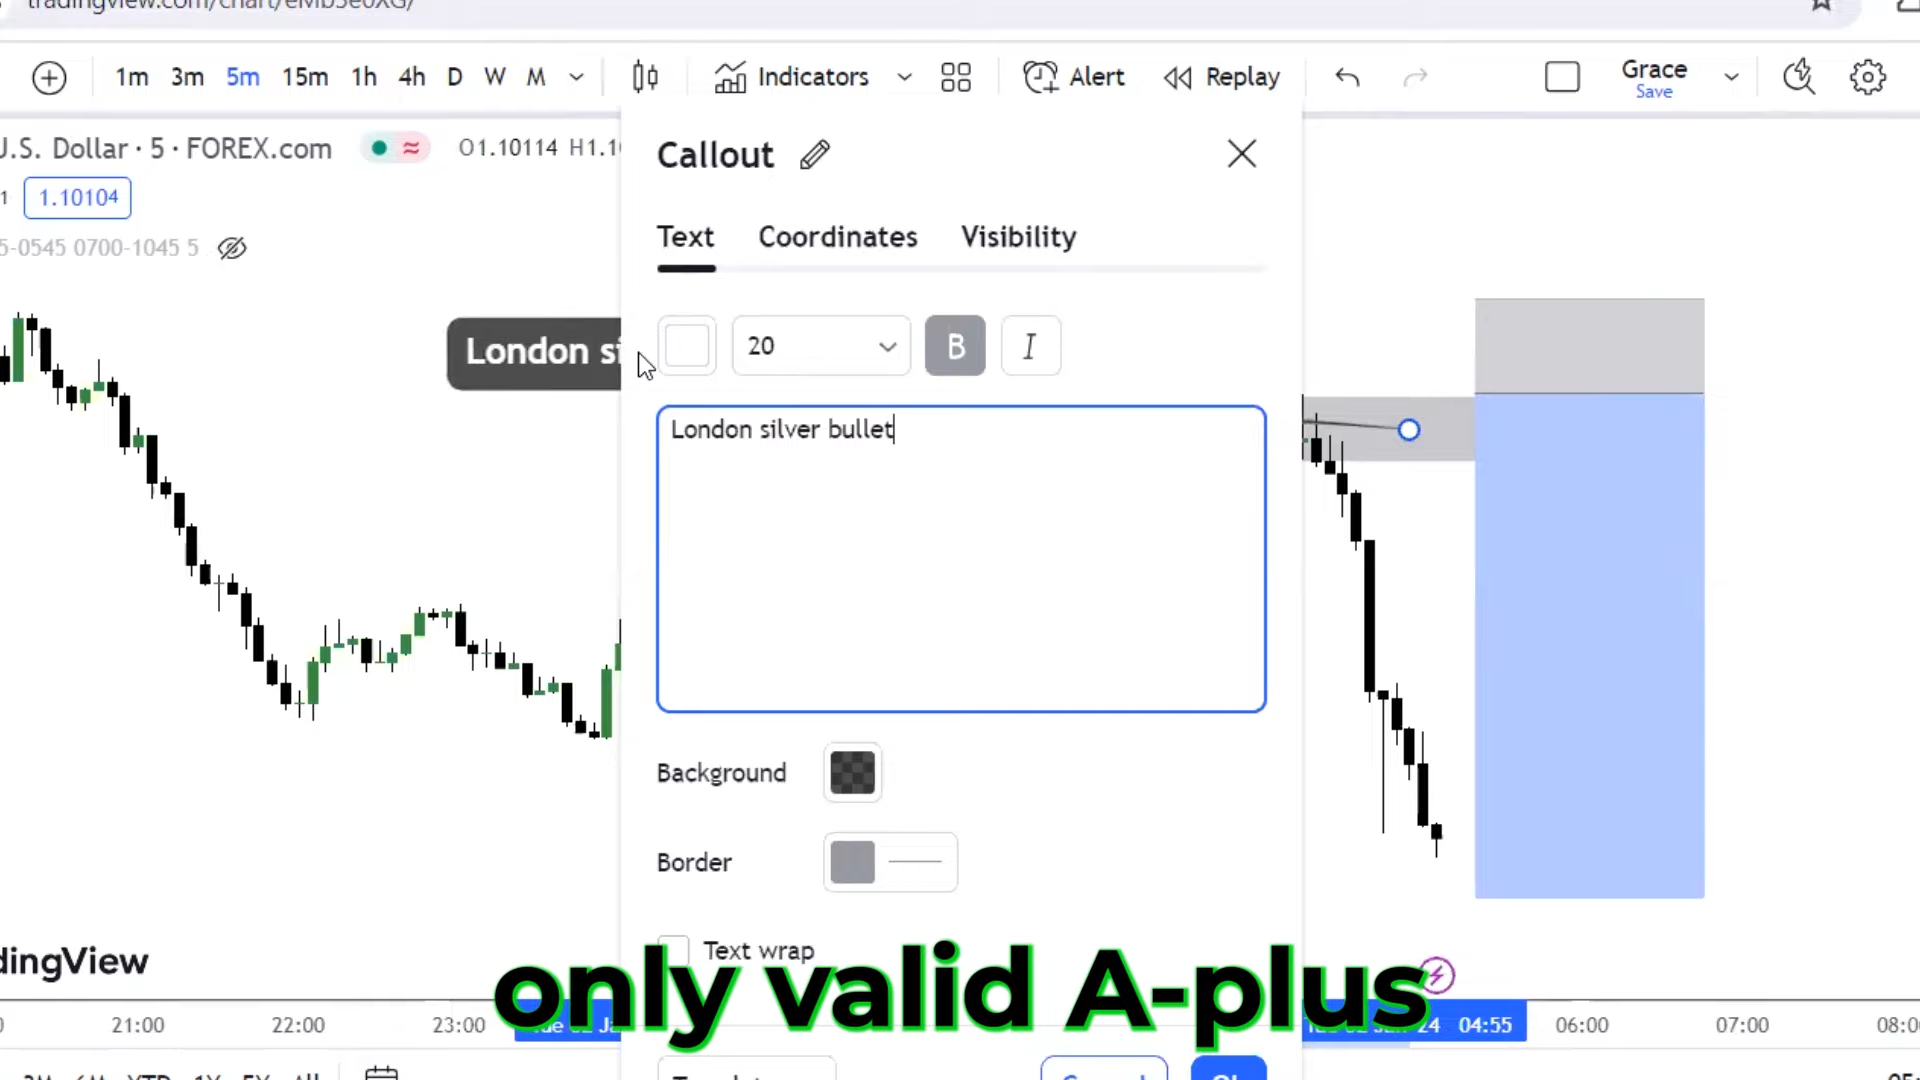 tradingview.com/chart/eMb5e0XG/
1m 3m 5m 15m 1h 4h D W M Indicators Alert Replay Grace
Save
U.S. Dollar · 5 · FOREX.com O1.10114 H1.1
1 1.10104
5-0545 0700-1045 5
Callout
Text Coordinates Visibility
London si
20 B I
London silver bullet
Background
Border
Text wrap
dingView
only valid A-plus
21:00 22:00 23:00 24 04:55 06:00 07:00 08:0